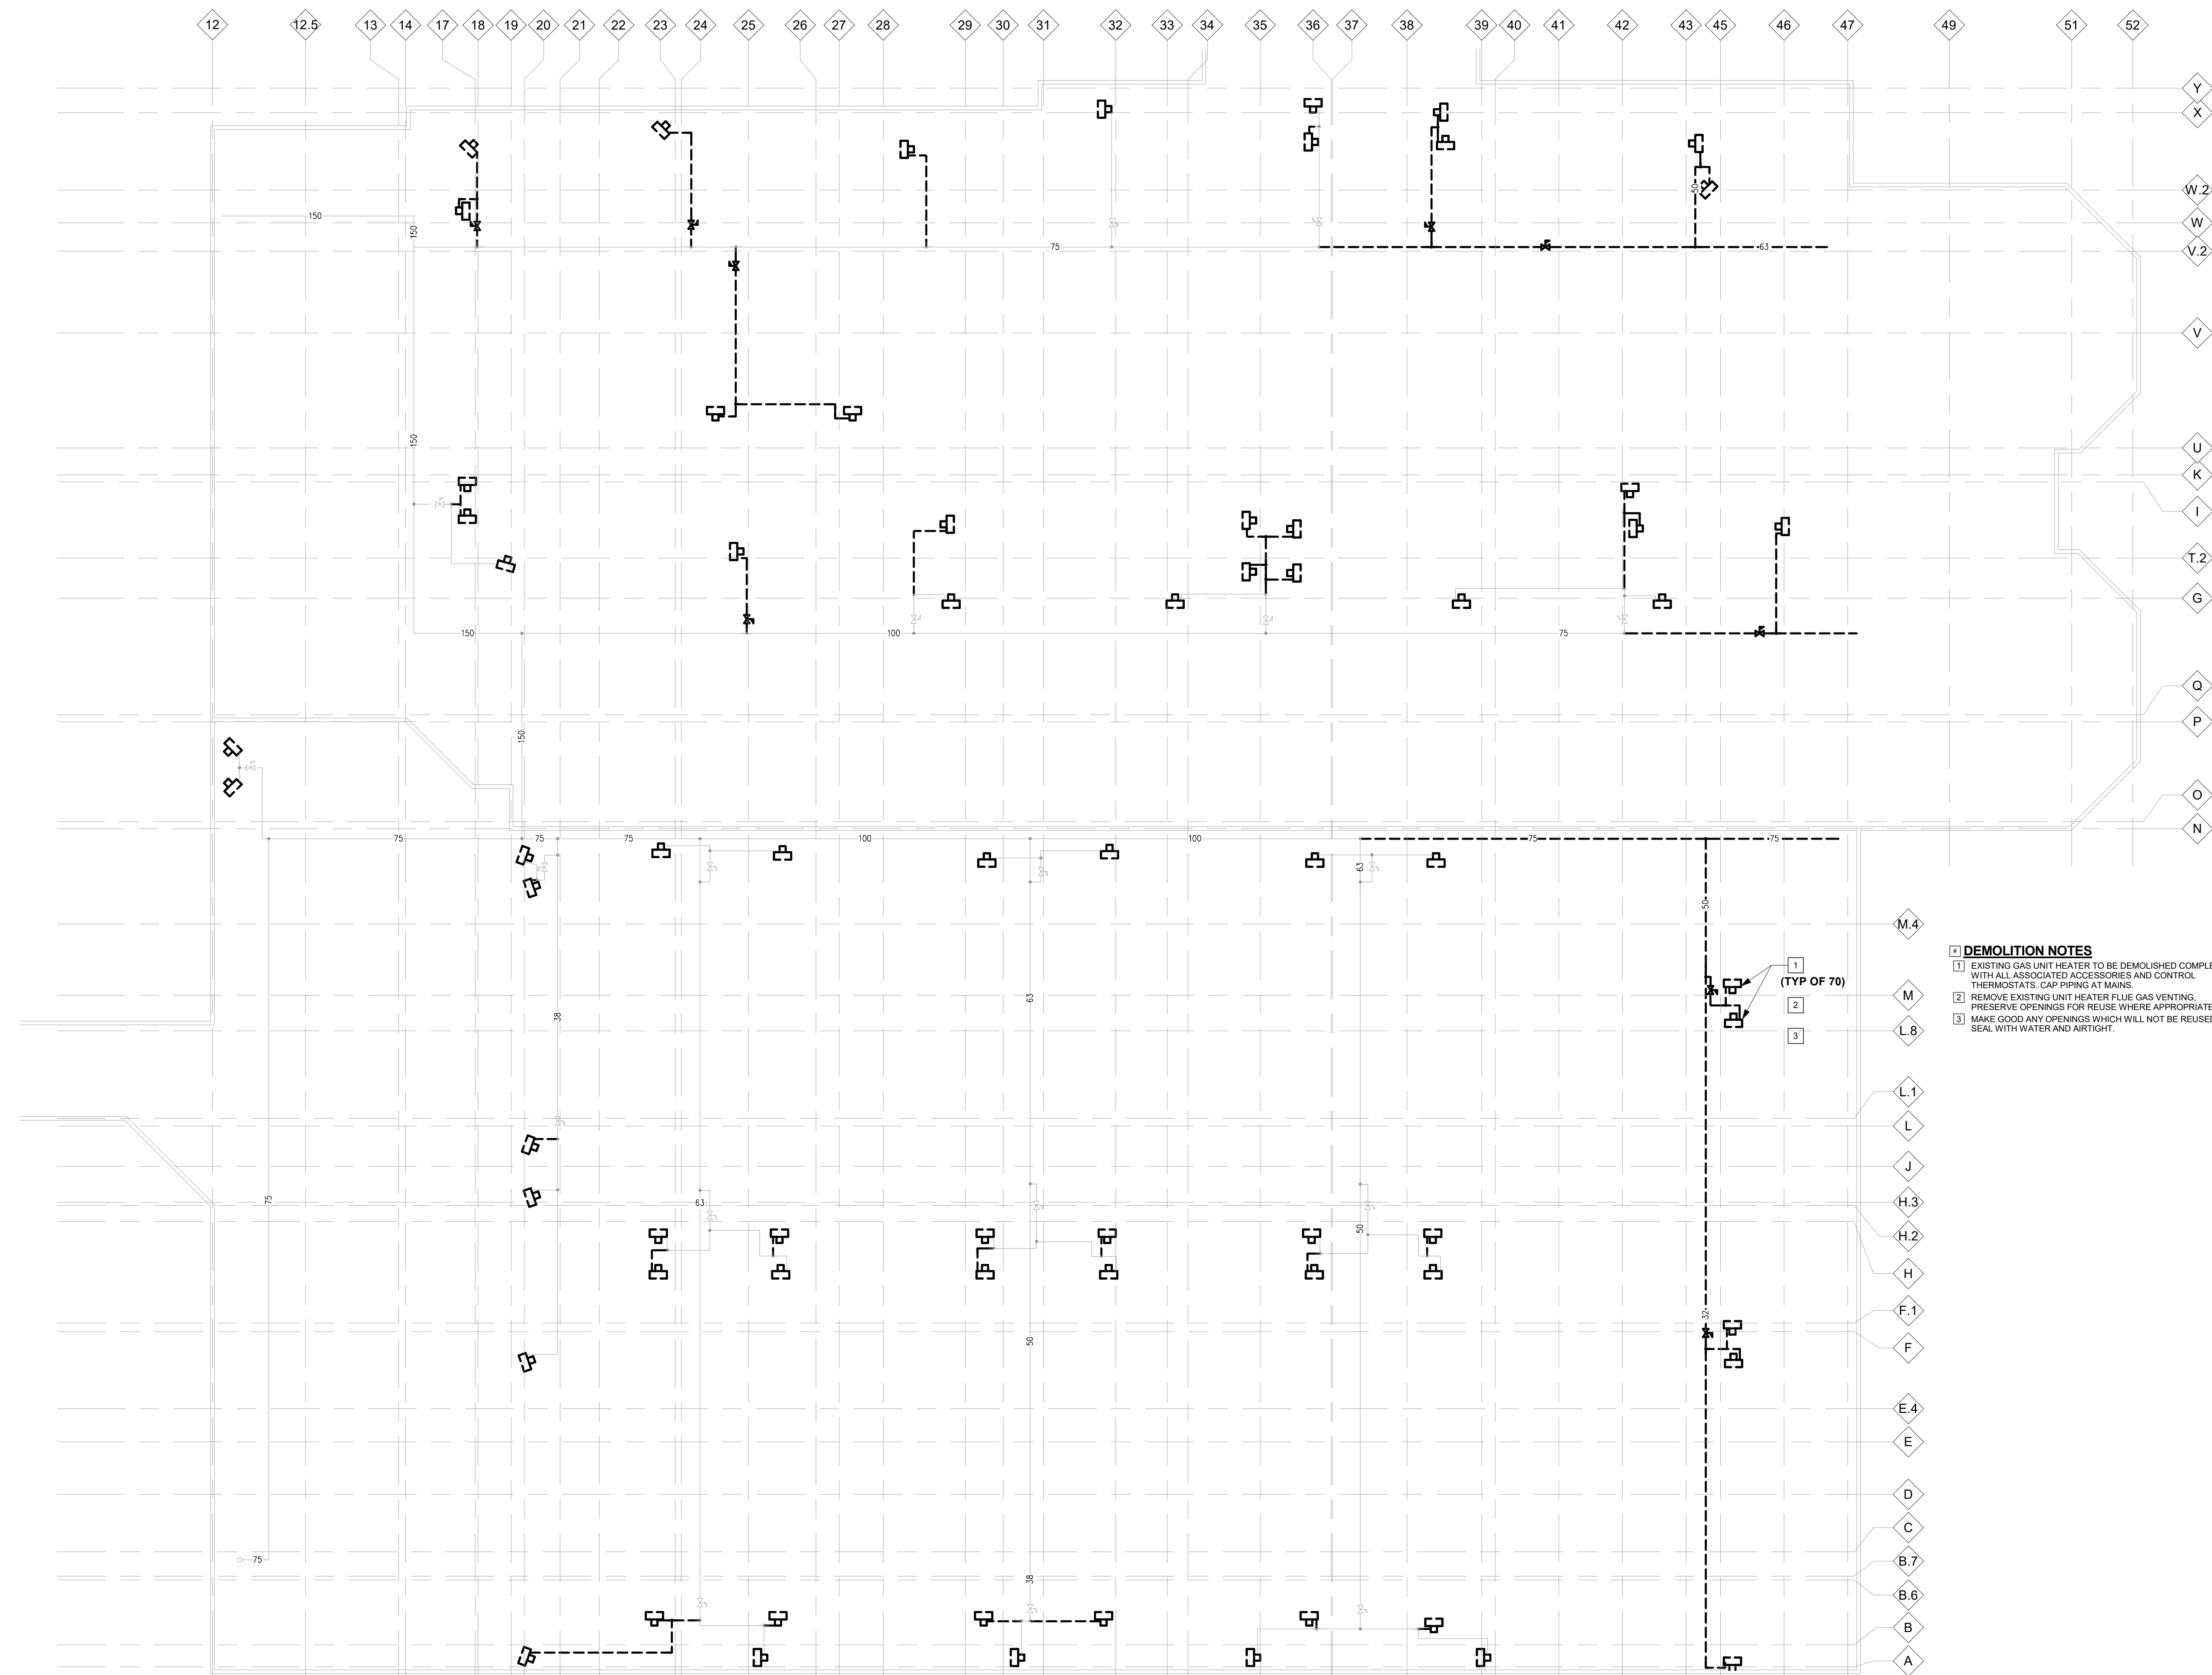 12 12.5 13 14 17 18 19 20 21 22 23 24 25 26 27 28 29 30 31 32 33 34 35 36 37 38 39 40 41 42 43 45 46 47 49 51 52
Y
X
W.2
50
150
W
150
75
63
V.2
V
150
U
K
I
T.2
G
150
100
75
Q
P
150
O
N
75
75
75
100
100
75
75
63
50
M.4
# DEMOLITION NOTES
1 EXISTING GAS UNIT HEATER TO BE DEMOLISHED COMPLE
WITH ALL ASSOCIATED ACCESSORIES AND CONTROL
THERMOSTATS. CAP PIPING AT MAINS.
2 REMOVE EXISTING UNIT HEATER FLUE GAS VENTING,
PRESERVE OPENINGS FOR REUSE WHERE APPROPRIATE
3 MAKE GOOD ANY OPENINGS WHICH WILL NOT BE REUSED
SEAL WITH WATER AND AIRTIGHT.
1
(TYP OF 70)
2
3
63
M
38
L.8
L.1
L
J
75
63
H.3
50
H.2
H
F.1
32
50
F
E.4
E
D
C
75
B.7
38
B.6
B
A